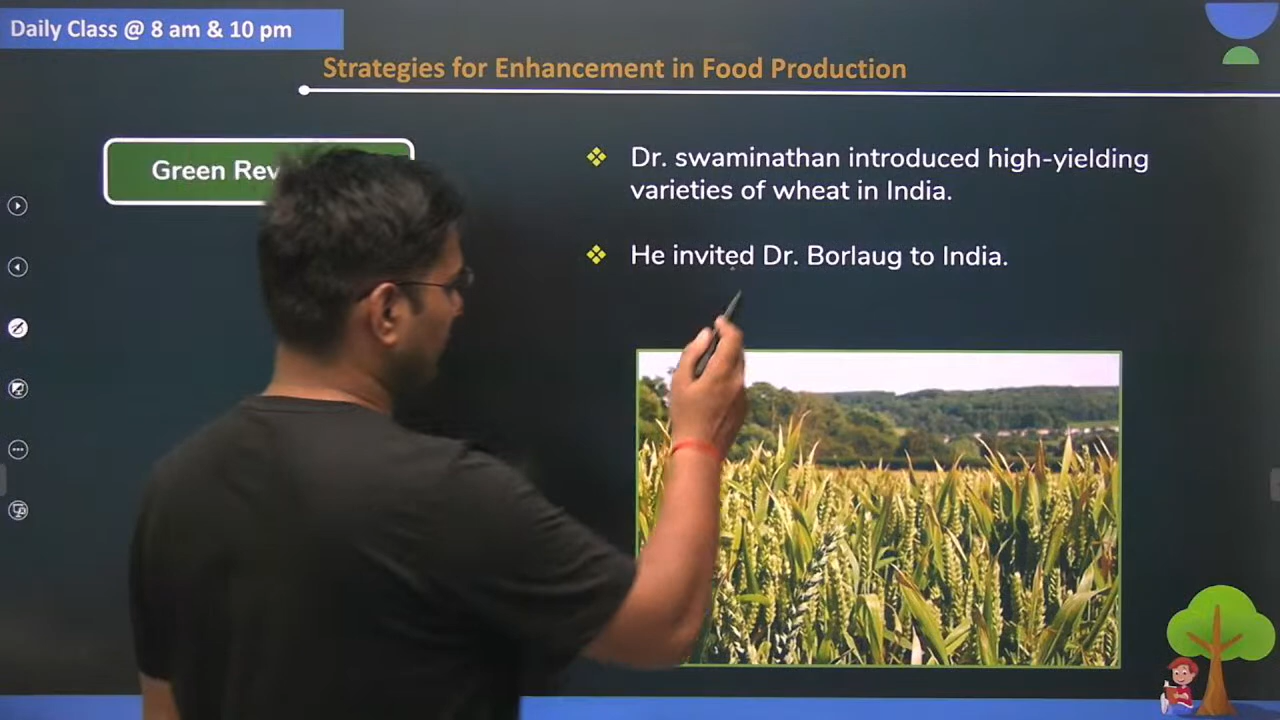 Daily Class @ 8 am & 10 pm
Strategies for Enhancement in Food Production
Green
Dr. swaminathan introduced high-yielding
varieties of wheat in India.
He invited Dr. Borlaug to India.